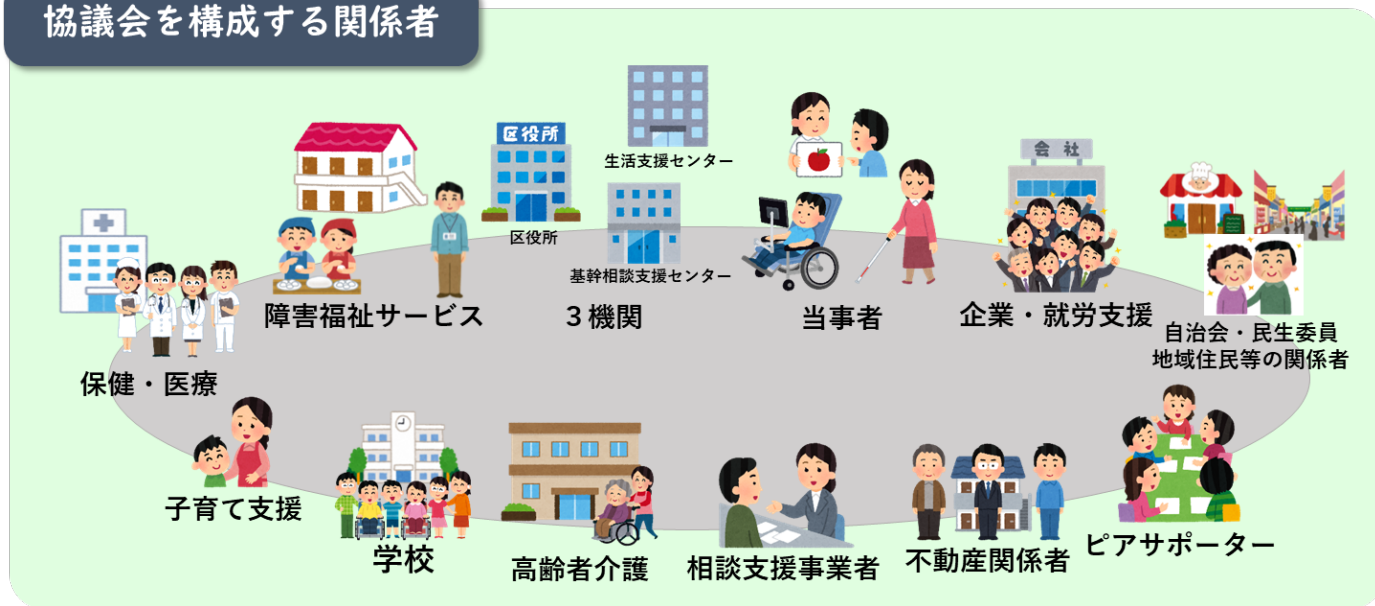 協議会を構成する関係者
区役所
生活支援センター
区役所
基幹相談支援センター
会社
保健・医療
障害福祉サービス
３機関
当事者
企業・就労支援
自治会・民生委員
地域住民等の関係者
子育て支援
学校
高齢者介護
相談支援事業者
不動産関係者
ピアサポーター